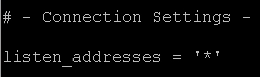 # - Connection Settings -
listen_addresses = '*'